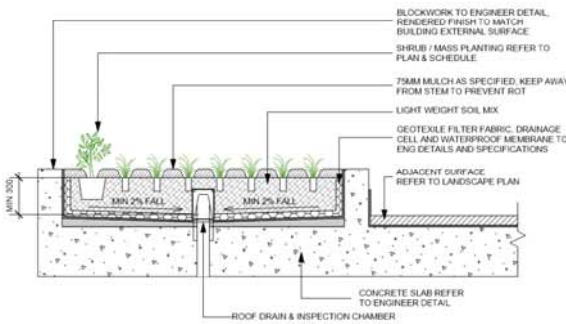 BLOCKWORK TO ENGINEER DETAIL,
RENDERED FINISH TO MATCH
BUILDING EXTERNAL SURFACE
SHRUB / MASS PLANTING REFER TO
PLAN & SCHEDULE
75MM MULCH AS SPECIFIED, KEEP AWAY
FROM STEM TO PREVENT ROT
LIGHT WEIGHT SOIL MIX
GEOTEXILE FILTER FABRIC, DRAINAGE
CELL AND WATERPROOF MEMBRANE TO
ENG DETAILS AND SPECIFICATIONS
ADJACENT SURFACE
REFER TO LANDSCAPE PLAN
MIN 300
MIN 2% FALL
MIN 2% FALL
CONCRETE SLAB REFER
TO ENGINEER DETAIL
ROOF DRAIN & INSPECTION CHAMBER